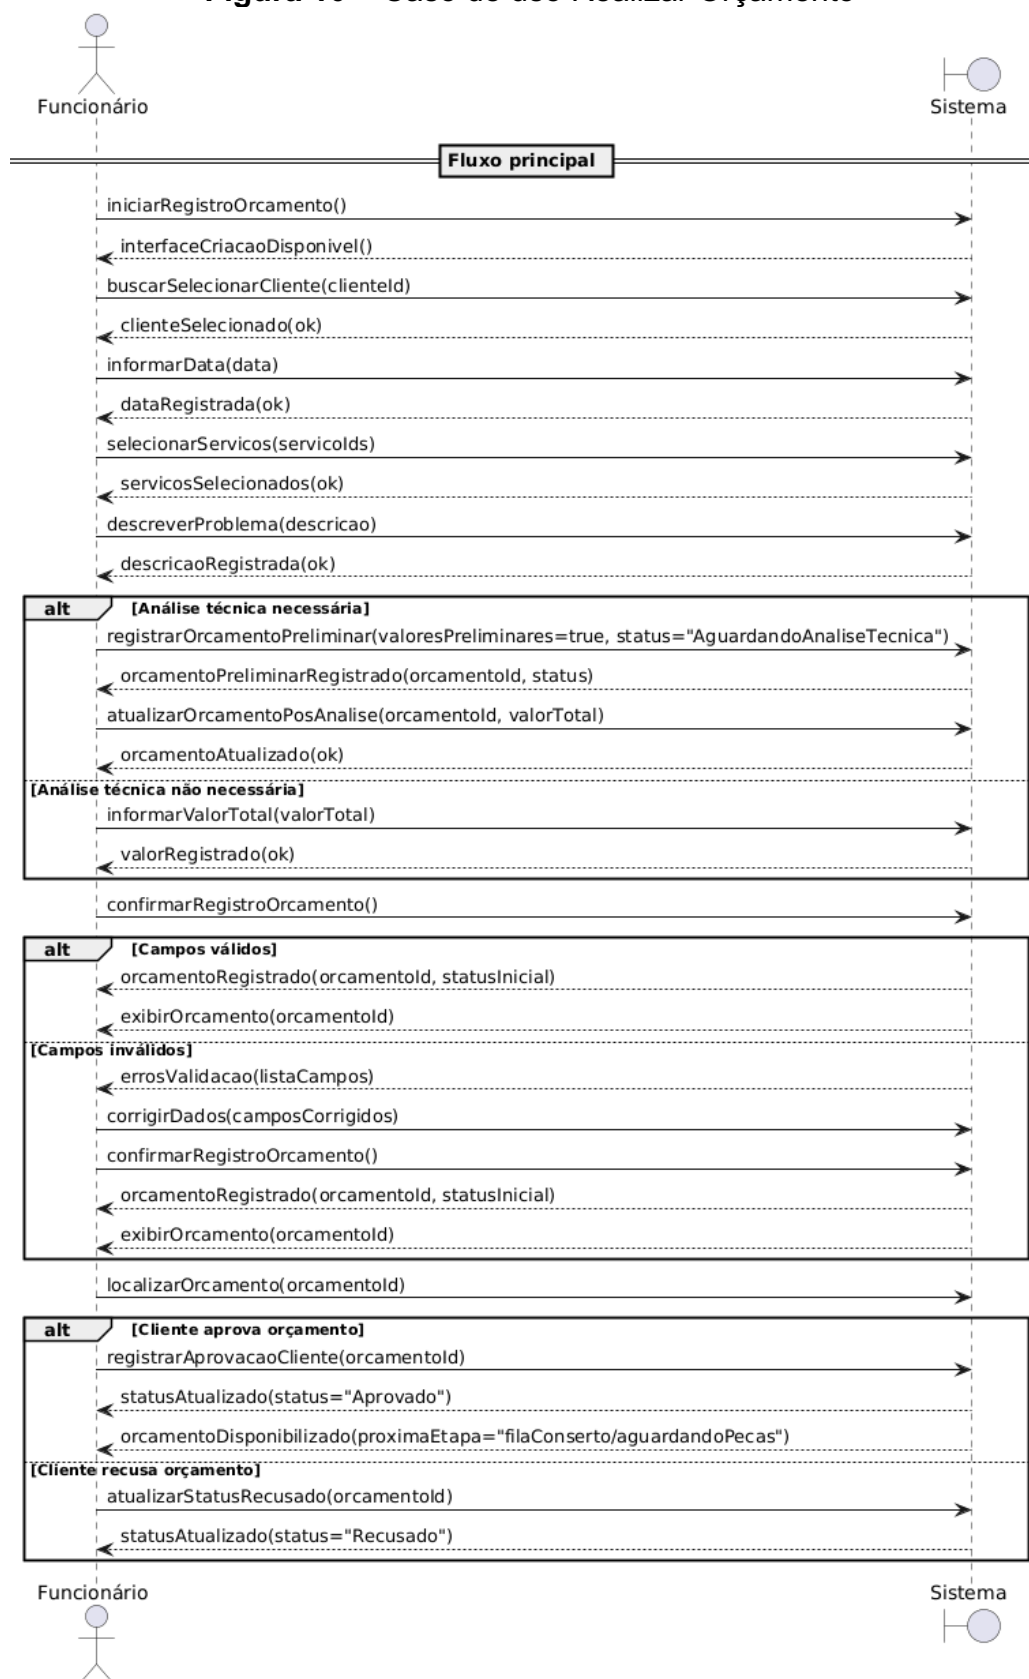 Caso de uso Realizar Orçamento
Funcionário
Sistema
Fluxo principal
iniciarRegistroOrcamento()
interfaceCriacaoDisponivel()
buscarSelecionarCliente(clienteId)
clienteSelecionado(ok)
informarData(data)
dataRegistrada(ok)
selecionarServicos(servicoIds)
servicosSelecionados(ok)
descreverProblema(descricao)
descricaoRegistrada(ok)
alt [Análise técnica necessária]
registrarOrcamentoPreliminar(valoresPreliminares=true, status="AguardandoAnaliseTecnica")
orcamentoPreliminarRegistrado(orcamentoId, status)
atualizarOrcamentoPosAnalise(orcamentoId, valorTotal)
orcamentoAtualizado(ok)
[Análise técnica não necessária]
informarValorTotal(valorTotal)
valorRegistrado(ok)
confirmarRegistroOrcamento()
alt [Campos válidos]
orcamentoRegistrado(orcamentoId, statusInicial)
exibirOrcamento(orcamentoId)
[Campos inválidos]
errosValidacao(listaCampos)
corrigirDados(camposCorrigidos)
confirmarRegistroOrcamento()
orcamentoRegistrado(orcamentoId, statusInicial)
exibirOrcamento(orcamentoId)
localizarOrcamento(orcamentoId)
alt [Cliente aprova orçamento]
registrarAprovacaoCliente(orcamentoId)
statusAtualizado(status="Aprovado")
orcamentoDisponibilizado(proximaEtapa="filaConserto/aguardandoPecas")
[Cliente recusa orçamento]
atualizarStatusRecusado(orcamentoId)
statusAtualizado(status="Recusado")
Funcionário
Sistema